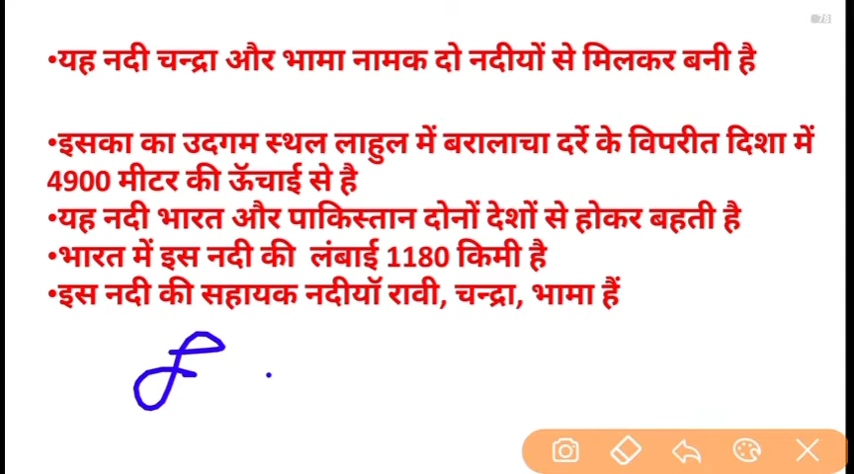 78
•यह नदी चन्द्रा और भामा नामक दो नदीयों से मिलकर बनी है
•इसका का उदगम स्थल लाहुल में बरालाचा दर्रे के विपरीत दिशा में
4900 मीटर की ऊॅचाई से है
•यह नदी भारत और पाकिस्तान दोनों देशों से होकर बहती है
•भारत में इस नदी की लंबाई 1180 किमी है
•इस नदी की सहायक नदीयॉ रावी, चन्द्रा, भामा हैं